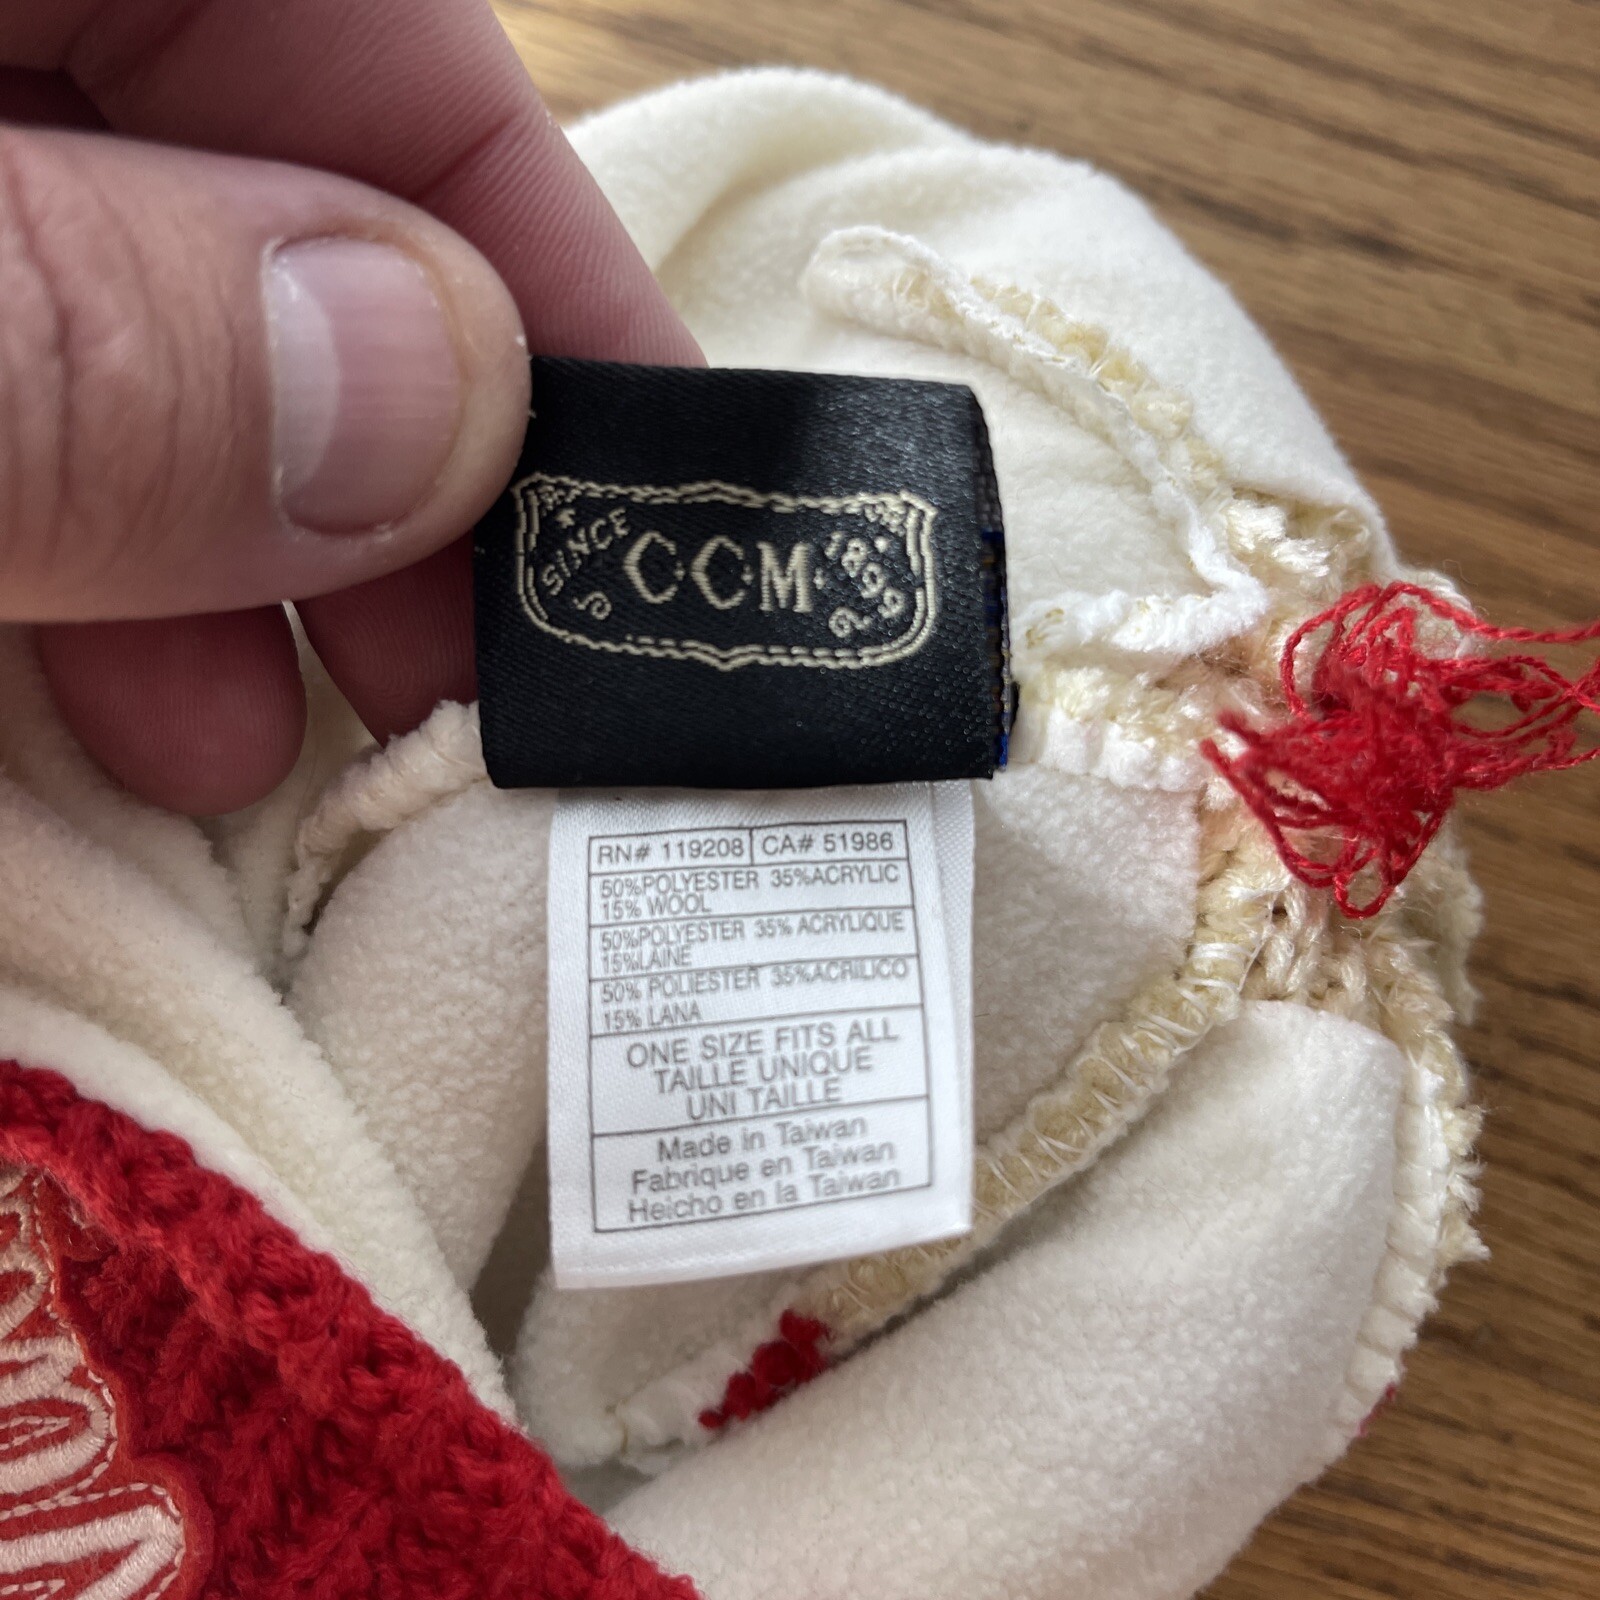 SINCE CCM 1899
RN# 119208 CA# 51986
50%POLYESTER 35%ACRYLIC
15% WOOL
50%POLYESTER 35% ACRYLIQUE
15%LAINE
50% POLIESTER 35%ACRILICO
15% LANA
ONE SIZE FITS ALL
TAILLE UNIQUE
UNI TAILLE
Made in Taiwan
Fabrique en Taiwan
Heicho en la Taiwan